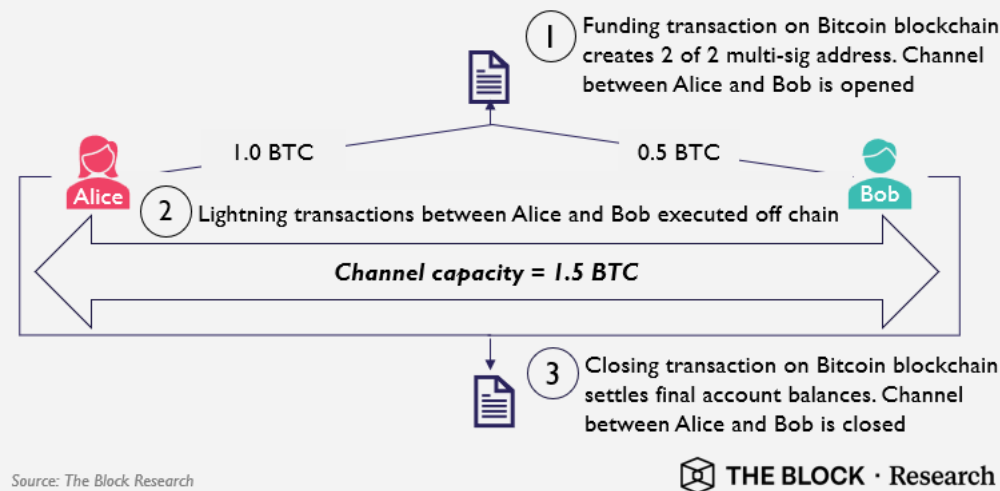 1
Funding transaction on Bitcoin blockchain
creates 2 of 2 multi-sig address. Channel
between Alice and Bob is opened
1.0 BTC
0.5 BTC
Alice
Bob
2
Lightning transactions between Alice and Bob executed off chain
Channel capacity = 1.5 BTC
3
Closing transaction on Bitcoin blockchain
settles final account balances. Channel
between Alice and Bob is closed
Source: The Block Research
THE BLOCK · Research